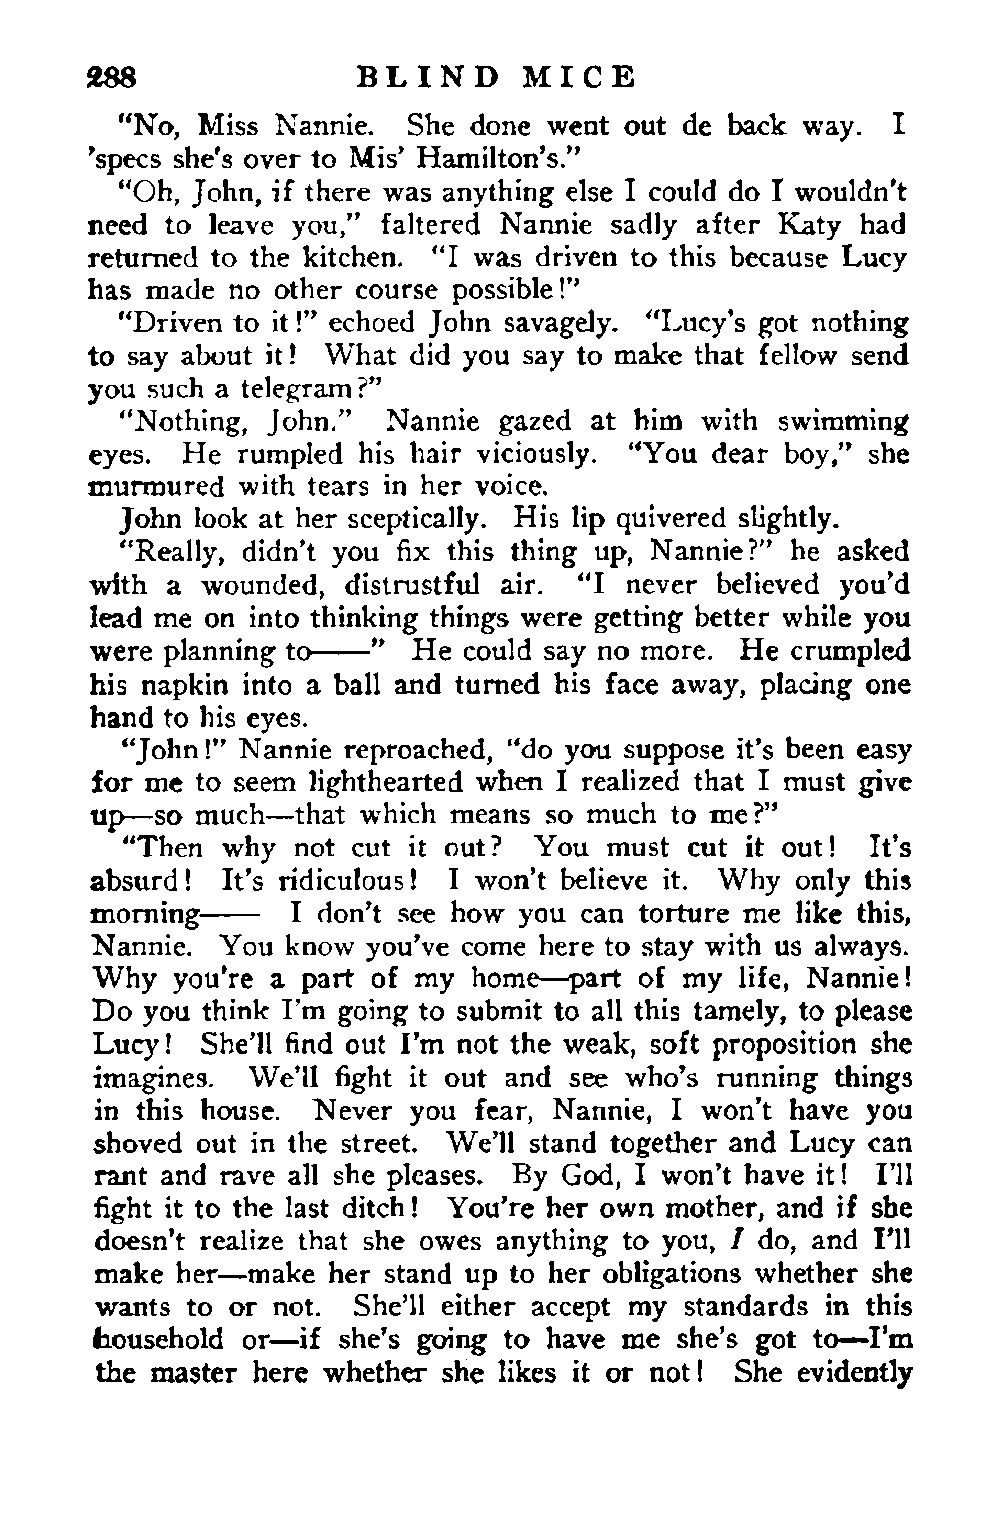 288 BLIND MICE
“No, Miss Nannie. She done went out de back way. I
’specs she's over to Mis’ Hamilton's.”
“Oh, John, if there was anything else I could do I wouldn't
need to leave you,” faltered Nannie sadly after Katy had
returned to the kitchen. “I was driven to this because Lucy
has made no other course possible!”
“Driven to it!” echoed John savagely. “Lucy's got nothing
to say about it! What did you say to make that fellow send
you such a telegram?”
“Nothing, John.” Nannie gazed at him with swimming
eyes. He rumpled his hair viciously. “You dear boy,” she
murmured with tears in her voice.
John look at her sceptically. His lip quivered slightly.
“Really, didn't you fix this thing up, Nannie?” he asked
with a wounded, distrustful air. “I never believed you'd
lead me on into thinking things were getting better while you
were planning to——” He could say no more. He crumpled
his napkin into a ball and turned his face away, placing one
hand to his eyes.
“John!” Nannie reproached, “do you suppose it's been easy
for me to seem lighthearted when I realized that I must give
up—so much—that which means so much to me?”
“Then why not cut it out? You must cut it out! It's
absurd! It's ridiculous! I won't believe it. Why only this
morning—— I don't see how you can torture me like this,
Nannie. You know you've come here to stay with us always.
Why you're a part of my home—part of my life, Nannie!
Do you think I'm going to submit to all this tamely, to please
Lucy! She'll find out I'm not the weak, soft proposition she
imagines. We'll fight it out and see who's running things
in this house. Never you fear, Nannie, I won't have you
shoved out in the street. We'll stand together and Lucy can
rant and rave all she pleases. By God, I won't have it! I'll
fight it to the last ditch! You're her own mother, and if she
doesn't realize that she owes anything to you, I do, and I'll
make her—make her stand up to her obligations whether she
wants to or not. She'll either accept my standards in this
household or—if she's going to have me she's got to—I'm
the master here whether she likes it or not! She evidently